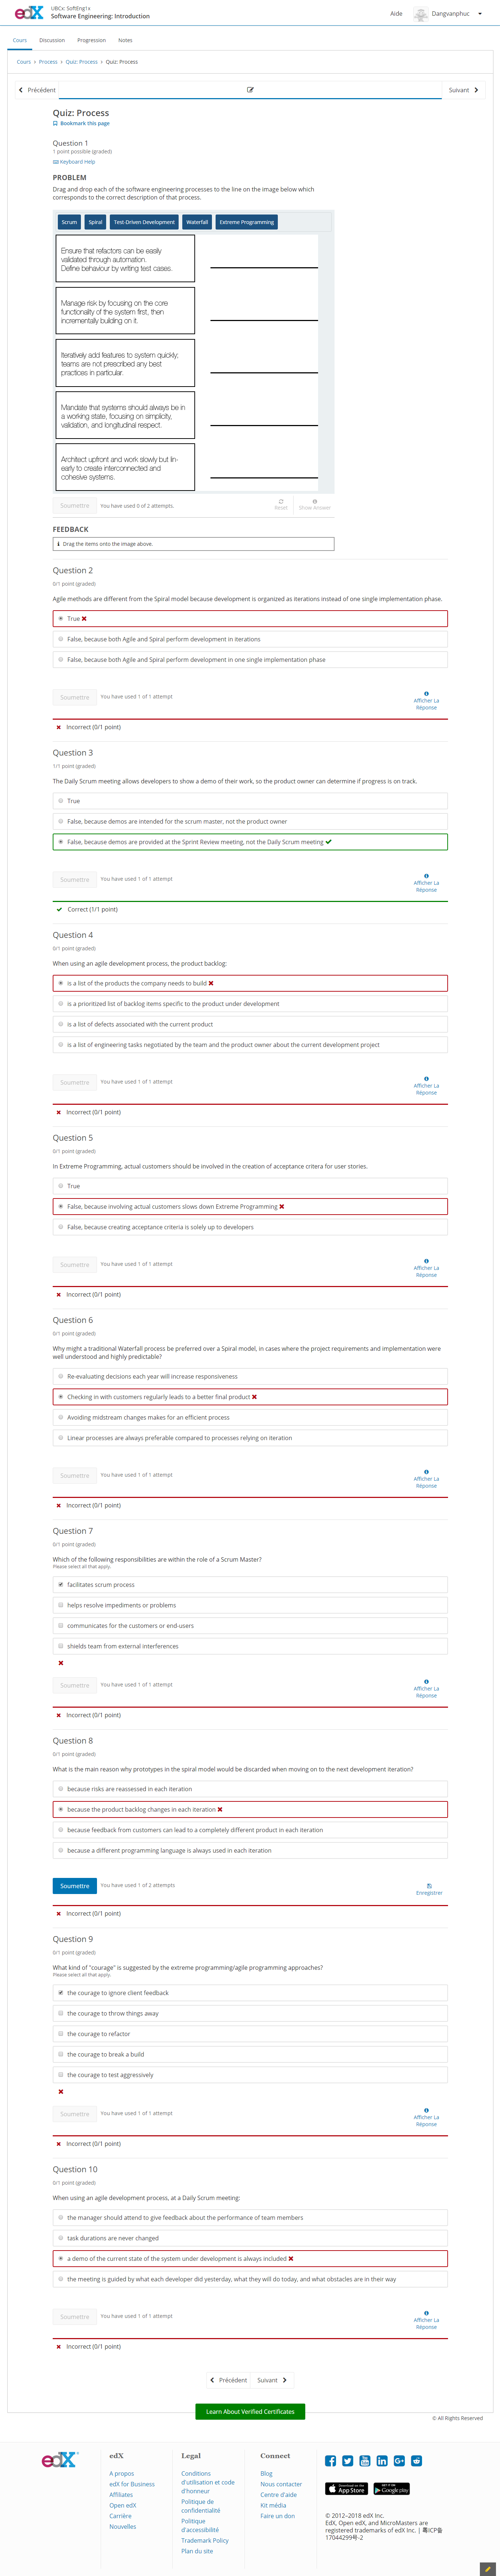 edX
UBCx: SoftEng1x
Software Engineering: Introduction
Aide
Dangvanphuc
Cours
Discussion
Progression
Notes
Cours › Process › Quiz: Process › Quiz: Process
Précédent
Suivant
Quiz: Process
Bookmark this page
Question 1
1 point possible (graded)
Keyboard Help
PROBLEM
Drag and drop each of the software engineering processes to the line on the image below which
corresponds to the correct description of that process.
Scrum
Spiral
Test-Driven Development
Waterfall
Extreme Programming
Ensure that refactors can be easily
validated through automation.
Define behaviour by writing test cases.
Manage risk by focusing on the core
functionality of the system first, then
incrementally building on it.
Iteratively add features to system quickly;
teams are not prescribed any best
practices in particular.
Mandate that systems should always be in
a working state, focusing on simplicity,
validation, and longitudinal respect.
Architect upfront and work slowly but lin-
early to create interconnected and
cohesive systems.
Soumettre
You have used 0 of 2 attempts.
Reset
Show Answer
FEEDBACK
Drag the items onto the image above.
Question 2
0/1 point (graded)
Agile methods are different from the Spiral model because development is organized as iterations instead of one single implementation phase.
True
False, because both Agile and Spiral perform development in iterations
False, because both Agile and Spiral perform development in one single implementation phase
Soumettre
You have used 1 of 1 attempt
Afficher La
Réponse
Incorrect (0/1 point)
Question 3
1/1 point (graded)
The Daily Scrum meeting allows developers to show a demo of their work, so the product owner can determine if progress is on track.
True
False, because demos are intended for the scrum master, not the product owner
False, because demos are provided at the Sprint Review meeting, not the Daily Scrum meeting
Soumettre
You have used 1 of 1 attempt
Afficher La
Réponse
Correct (1/1 point)
Question 4
0/1 point (graded)
When using an agile development process, the product backlog:
is a list of the products the company needs to build
is a prioritized list of backlog items specific to the product under development
is a list of defects associated with the current product
is a list of engineering tasks negotiated by the team and the product owner about the current development project
Soumettre
You have used 1 of 1 attempt
Afficher La
Réponse
Incorrect (0/1 point)
Question 5
0/1 point (graded)
In Extreme Programming, actual customers should be involved in the creation of acceptance critera for user stories.
True
False, because involving actual customers slows down Extreme Programming
False, because creating acceptance criteria is solely up to developers
Soumettre
You have used 1 of 1 attempt
Afficher La
Réponse
Incorrect (0/1 point)
Question 6
0/1 point (graded)
Why might a traditional Waterfall process be preferred over a Spiral model, in cases where the project requirements and implementation were
well understood and highly predictable?
Re-evaluating decisions each year will increase responsiveness
Checking in with customers regularly leads to a better final product
Avoiding midstream changes makes for an efficient process
Linear processes are always preferable compared to processes relying on iteration
Soumettre
You have used 1 of 1 attempt
Afficher La
Réponse
Incorrect (0/1 point)
Question 7
0/1 point (graded)
Which of the following responsibilities are within the role of a Scrum Master?
Please select all that apply.
facilitates scrum process
helps resolve impediments or problems
communicates for the customers or end-users
shields team from external interferences
Soumettre
You have used 1 of 1 attempt
Afficher La
Réponse
Incorrect (0/1 point)
Question 8
0/1 point (graded)
What is the main reason why prototypes in the spiral model would be discarded when moving on to the next development iteration?
because risks are reassessed in each iteration
because the product backlog changes in each iteration
because feedback from customers can lead to a completely different product in each iteration
because a different programming language is always used in each iteration
Soumettre
You have used 1 of 2 attempts
Enregistrer
Incorrect (0/1 point)
Question 9
0/1 point (graded)
What kind of "courage" is suggested by the extreme programming/agile programming approaches?
Please select all that apply.
the courage to ignore client feedback
the courage to throw things away
the courage to refactor
the courage to break a build
the courage to test aggressively
Soumettre
You have used 1 of 1 attempt
Afficher La
Réponse
Incorrect (0/1 point)
Question 10
0/1 point (graded)
When using an agile development process, at a Daily Scrum meeting:
the manager should attend to give feedback about the performance of team members
task durations are never changed
a demo of the current state of the system under development is always included
the meeting is guided by what each developer did yesterday, what they will do today, and what obstacles are in their way
Soumettre
You have used 1 of 1 attempt
Afficher La
Réponse
Incorrect (0/1 point)
Précédent
Suivant
Learn About Verified Certificates
© All Rights Reserved
edX
edX
A propos
edX for Business
Affiliates
Open edX
Carrière
Nouvelles
Legal
Conditions
d'utilisation et code
d'honneur
Politique de
confidentialité
Politique
d'accessibilité
Trademark Policy
Plan du site
Connect
Blog
Nous contacter
Centre d'aide
Kit média
Faire un don
Download on the
App Store
GET IT ON
Google play
© 2012–2018 edX Inc.
EdX, Open edX, and MicroMasters are
registered trademarks of edX Inc. | 粤ICP备
17044299号-2